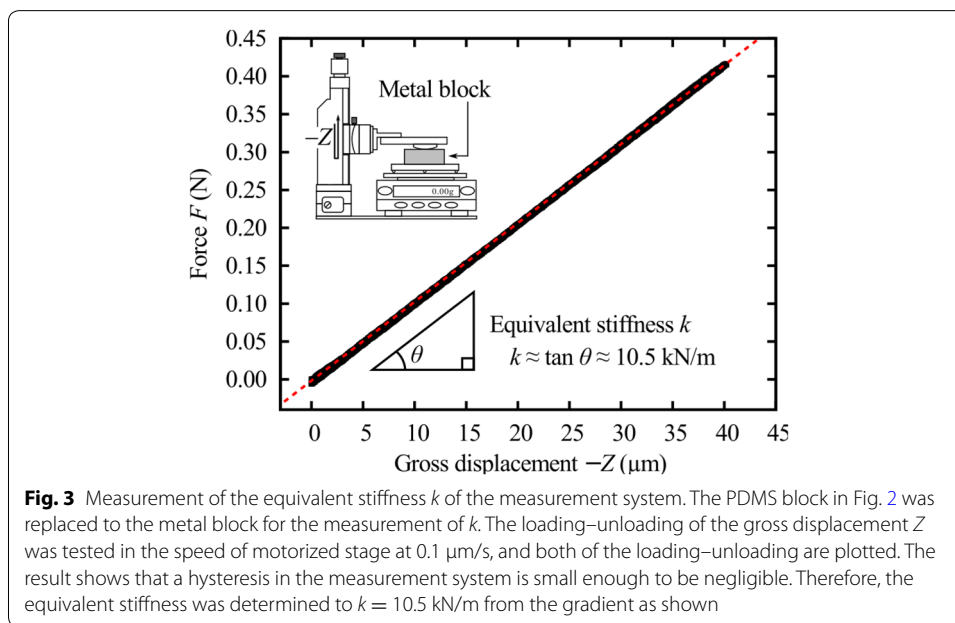 0.45
0.40
0.35
0.30
0.25
0.20
0.15
0.10
0.05
0.00
Force F (N)
Metal block
−Z
0.00g
Equivalent stiffness k
k ≈ tan θ ≈ 10.5 kN/m
θ
0 5 10 15 20 25 30 35 40 45
Gross displacement −Z (μm)
Fig. 3 Measurement of the equivalent stiffness k of the measurement system. The PDMS block in Fig. 2 was
replaced to the metal block for the measurement of k. The loading–unloading of the gross displacement Z
was tested in the speed of motorized stage at 0.1 μm/s, and both of the loading–unloading are plotted. The
result shows that a hysteresis in the measurement system is small enough to be negligible. Therefore, the
equivalent stiffness was determined to k = 10.5 kN/m from the gradient as shown